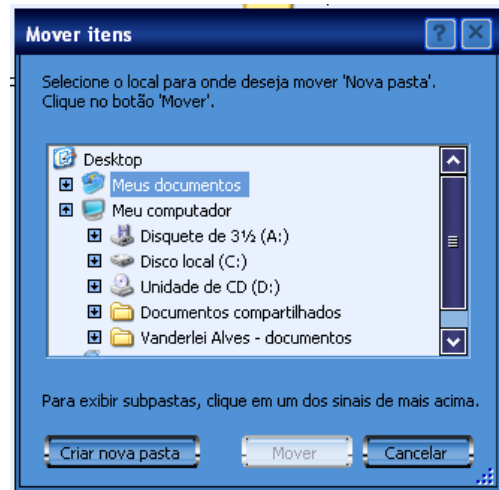 Mover itens
Selecione o local para onde deseja mover 'Nova pasta'.
Clique no botão 'Mover'.
Desktop
Meus documentos
Meu computador
Disquete de 3½ (A:)
Disco local (C:)
Unidade de CD (D:)
Documentos compartilhados
Vanderlei Alves - documentos
Para exibir subpastas, clique em um dos sinais de mais acima.
Criar nova pasta
Mover
Cancelar